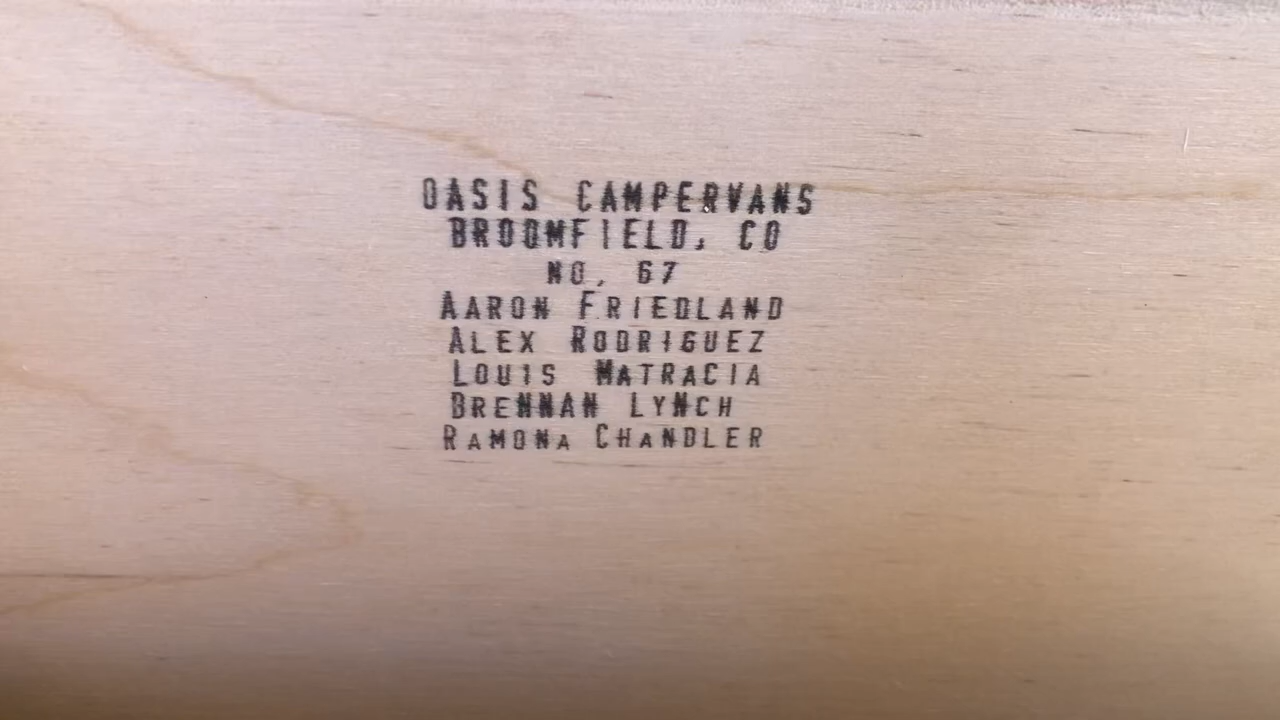 OASIS CAMPERVANS
BROOMFIELD, CO
NO. 67
AARON FRIEDLAND
ALEX RODRIGUEZ
LOUIS MATRACIA
BRENNAN LYNCH
RAMONA CHANDLER